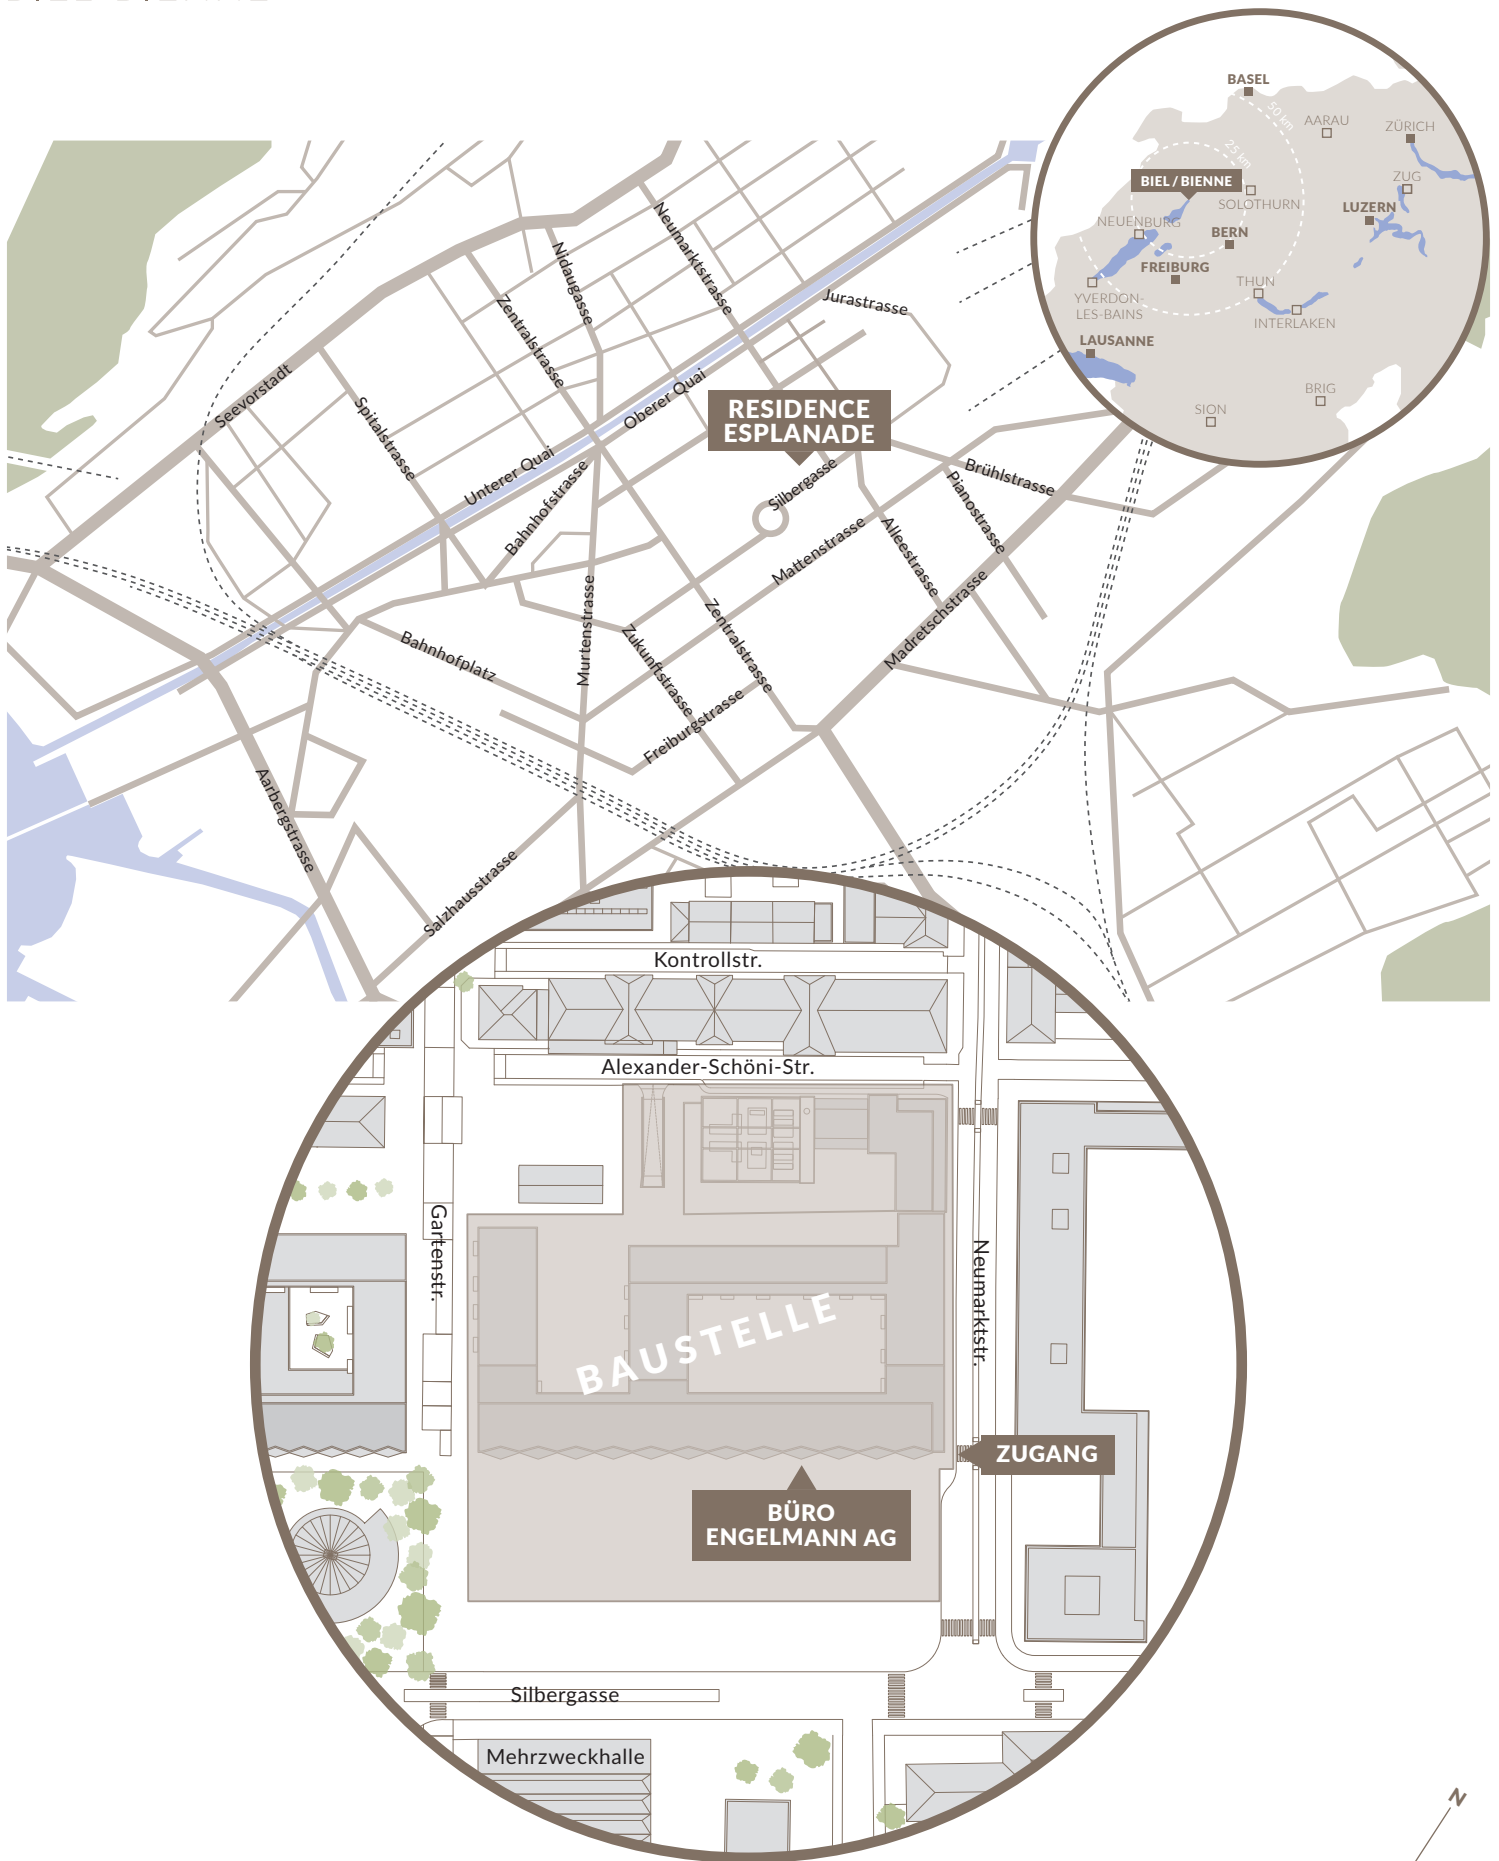 BASEL
50 km
AARAU
ZÜRICH
25 km
ZUG
BIEL / BIENNE
SOLOTHURN
LUZERN
NEUENBURG
BERN
FREIBURG
THUN
YVERDON-
LES-BAINS
INTERLAKEN
LAUSANNE
BRIG
SION
Neumarktstrasse
Nidaugasse
Zentralstrasse
Jurastrasse
Seevorstadt
Spitalstrasse
Oberer Quai
RESIDENCE
ESPLANADE
Unterer Quai
Bahnhofstrasse
Silbergasse
Brühlstrasse
Pianostrasse
Mattenstrasse
Alleestrasse
Madretschstrasse
Murtenstrasse
Zentralstrasse
Zukunftstrasse
Bahnhofplatz
Freiburgstrasse
Aarbergstrasse
Salzhausstrasse
Kontrollstr.
Alexander-Schöni-Str.
Gartenstr.
Neumarktstr.
BAUSTELLE
ZUGANG
BÜRO
ENGELMANN AG
Silbergasse
Mehrzweckhalle
N